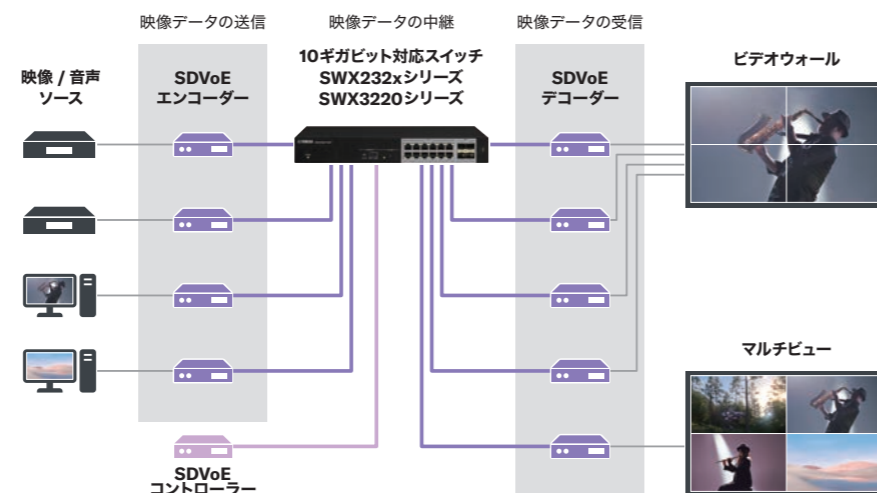 映像データの送信
映像データの中継
映像データの受信
映像 / 音声
ソース
SDVoE
エンコーダー
10ギガビット対応スイッチ
SWX232xシリーズ
SWX3220シリーズ
SDVoE
デコーダー
ビデオウォール
マルチビュー
SDVoE
コントローラー